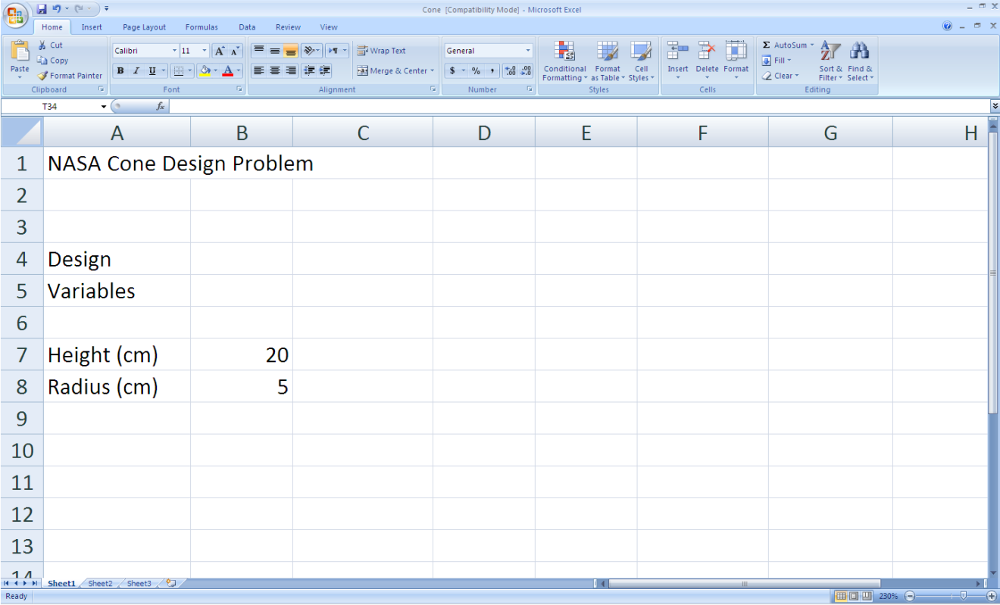 Cone [Compatibility Mode] - Microsoft Excel
Home Insert Page Layout Formulas Data Review View
Cut
Calibri 11 A A Wrap Text General Σ AutoSum
Copy Fill
Paste Conditional Format Cell Insert Delete Format Sort & Find &
Format Painter B I U A Merge & Center $ % , .00 .00 Formatting as Table Styles Clear Filter Select
Clipboard Font Alignment Number Styles Cells Editing
T34 fx
A B C D E F G H
1 NASA Cone Design Problem
2
3
4 Design
5 Variables
6
7 Height (cm) 20
8 Radius (cm) 5
9
10
11
12
13
14
Sheet1 Sheet2 Sheet3
Ready 230%